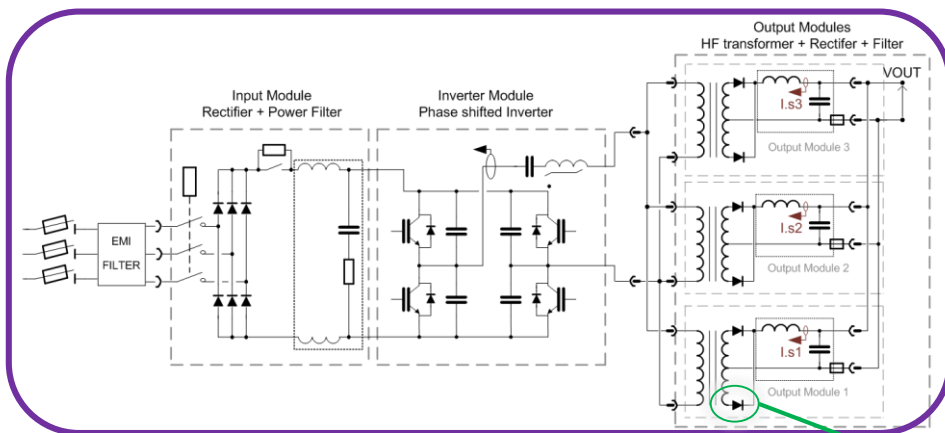 Output Modules
HF transformer + Rectifer + Filter
VOUT
Input Module
Rectifier + Power Filter
Inverter Module
Phase shifted Inverter
I.s3
Output Module 3
EMI
FILTER
I.s2
Output Module 2
I.s1
Output Module 1